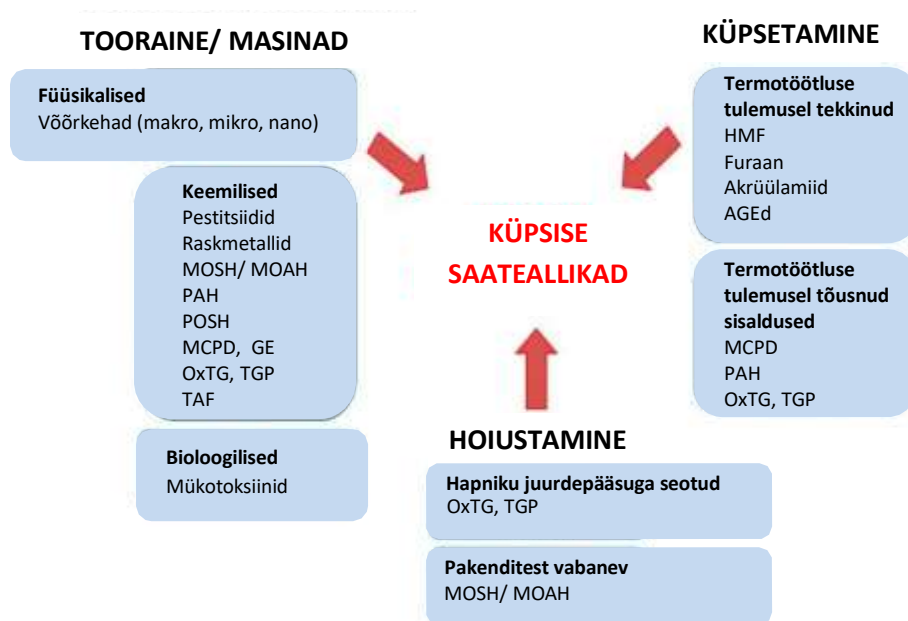 TOORAINE/ MASINAD
Füüsikalised
Võõrkehad (makro, mikro, nano)
Keemilised
Pestitsiidid
Raskmetallid
MOSH/ MOAH
PAH
POSH
MCPD, GE
OxTG, TGP
TAF
Bioloogilised
Mükotoksiinid
KÜPSISE
SAATEALLIKAD
KÜPSETAMINE
Termotöötluse
tulemusel tekkinud
HMF
Furaan
Akrüülamiid
AGEd
Termotöötluse
tulemusel tõusnud
sisaldused
MCPD
PAH
OxTG, TGP
HOIUSTAMINE
Hapniku juurdepääsuga seotud
OxTG, TGP
Pakenditest vabanev
MOSH/ MOAH